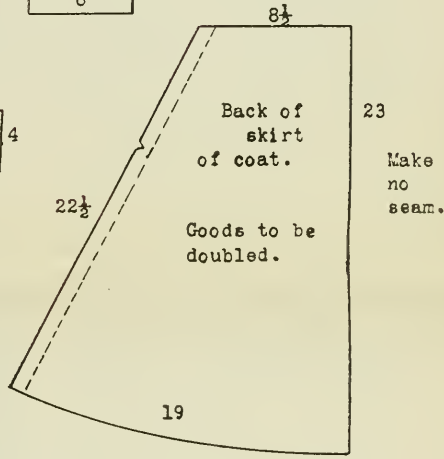 8½
4
Back of
skirt
of coat.
23
Make
no
seam.
22½
Goods to be
doubled.
19